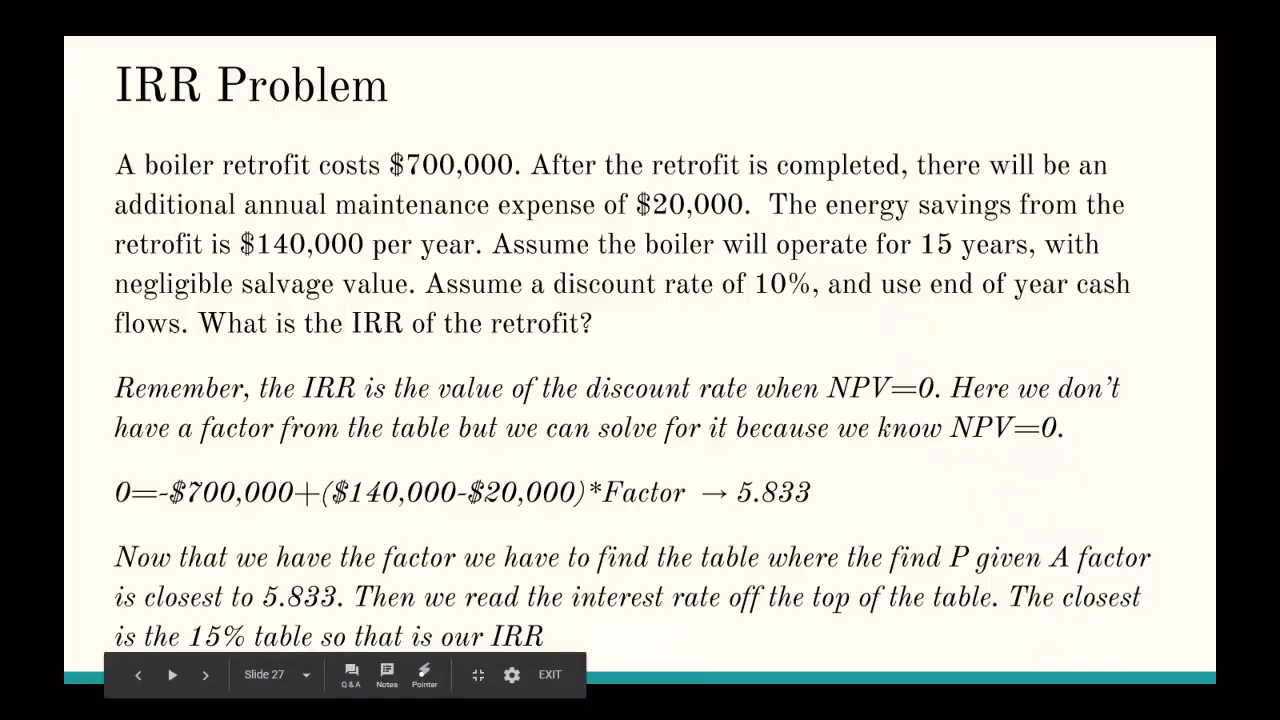 IRR Problem
A boiler retrofit costs $700,000. After the retrofit is completed, there will be an
additional annual maintenance expense of $20,000.  The energy savings from the
retrofit is $140,000 per year. Assume the boiler will operate for 15 years, with
negligible salvage value. Assume a discount rate of 10%, and use end of year cash
flows. What is the IRR of the retrofit?
Remember, the IRR is the value of the discount rate when NPV=0. Here we don't
have a factor from the table but we can solve for it because we know NPV=0.
0=-$700,000+($140,000-$20,000)*Factor → 5.833
Now that we have the factor we have to find the table where the find P given A factor
is closest to 5.833. Then we read the interest rate off the top of the table. The closest
is the 15% table so that is our IRR
Slide 27 Q & A Notes Pointer EXIT